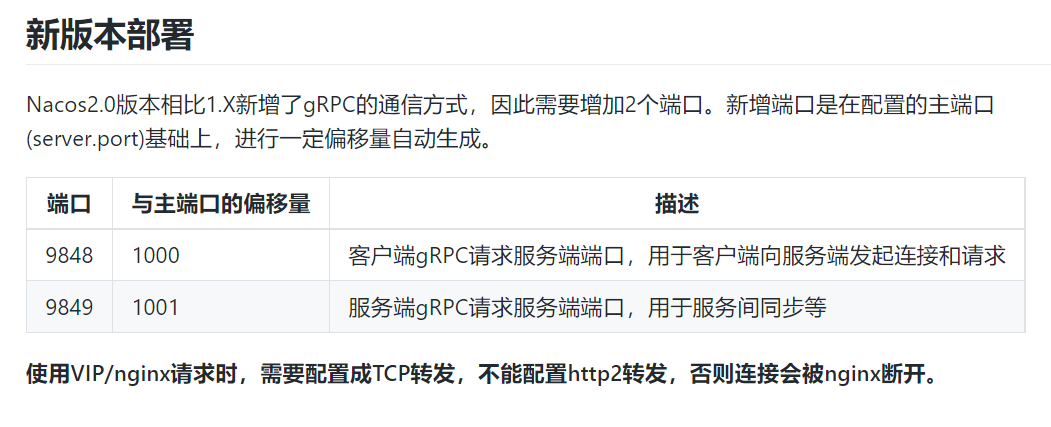 新版本部署
Nacos2.0版本相比1.X新增了gRPC的通信方式，因此需要增加2个端口。新增端口是在配置的主端口
(server.port)基础上，进行一定偏移量自动生成。
端口 与主端口的偏移量 描述
9848 1000 客户端gRPC请求服务端端口，用于客户端向服务端发起连接和请求
9849 1001 服务端gRPC请求服务端端口，用于服务间同步等
使用VIP/nginx请求时，需要配置成TCP转发，不能配置http2转发，否则连接会被nginx断开。